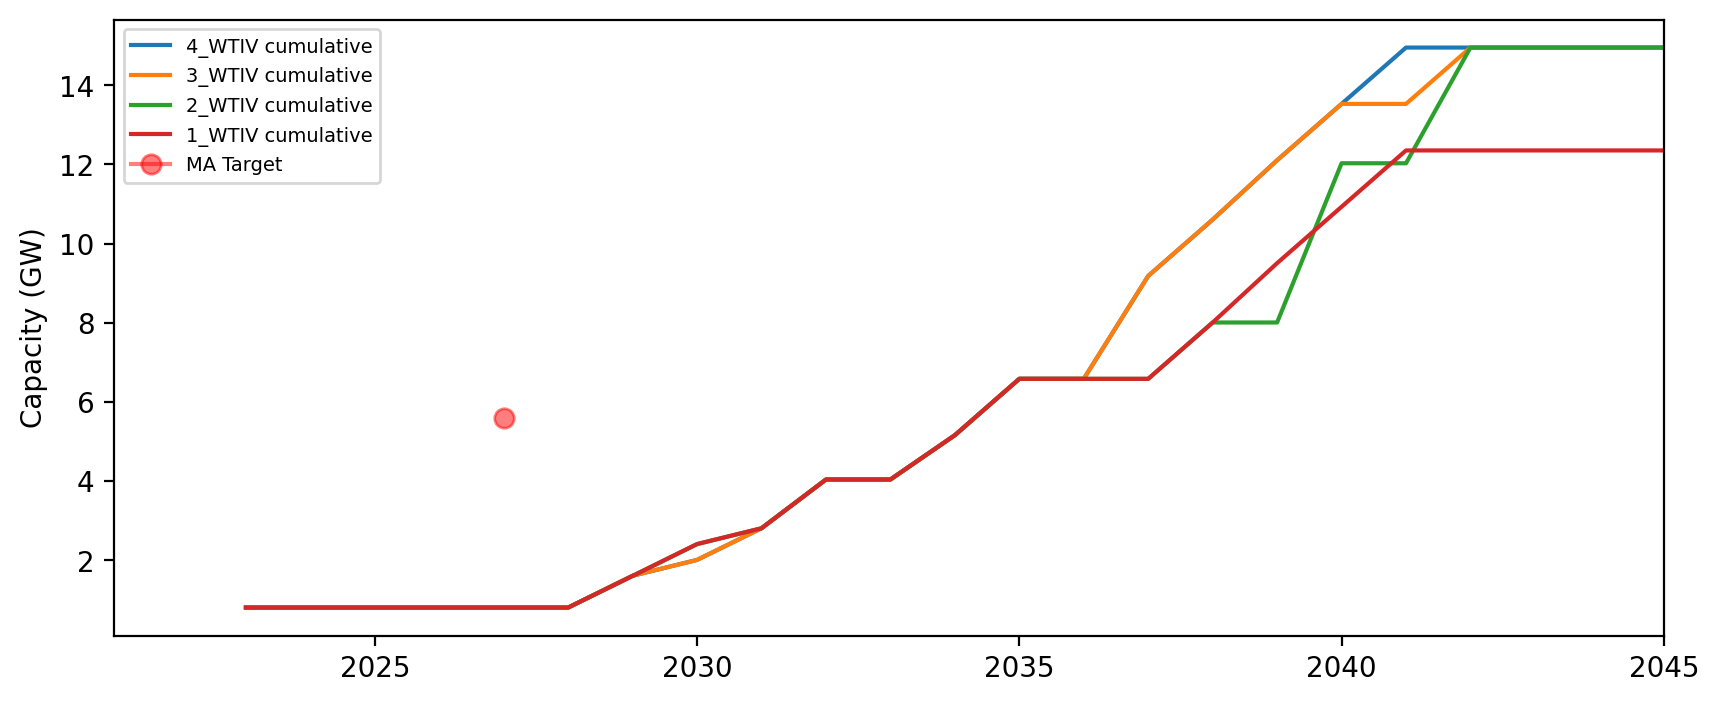 4_WTIV cumulative
3_WTIV cumulative
2_WTIV cumulative
1_WTIV cumulative
MA Target
Capacity (GW)
14
12
10
8
6
4
2
2025 2030 2035 2040 2045